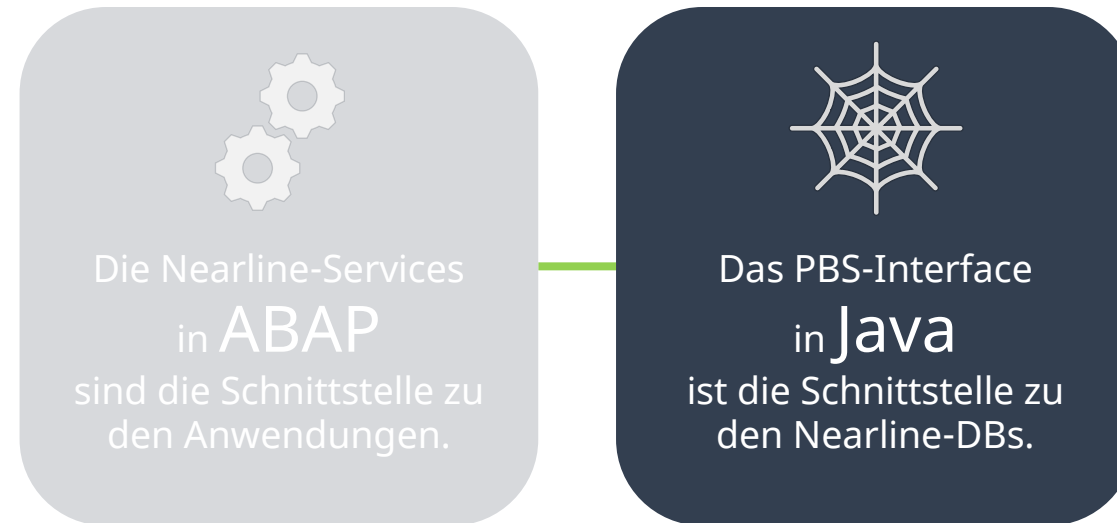 Die Nearline-Services
in ABAP
sind die Schnittstelle zu
den Anwendungen.
Das PBS-Interface
in Java
ist die Schnittstelle zu
den Nearline-DBs.